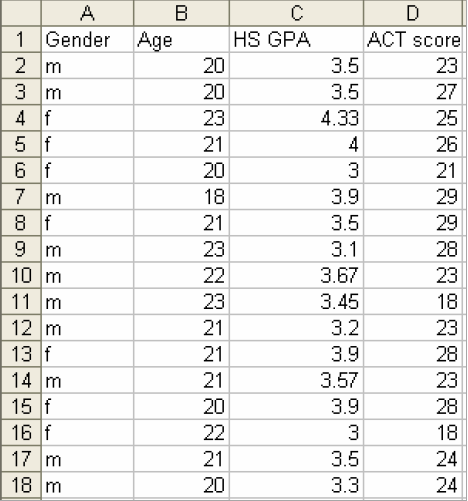 A B C D
1 Gender Age HS GPA ACT score
2 m 20 3.5 23
3 m 20 3.5 27
4 f 23 4.33 25
5 f 21 4 26
6 f 20 3 21
7 m 18 3.9 29
8 f 21 3.5 29
9 m 23 3.1 28
10 m 22 3.67 23
11 m 23 3.45 18
12 m 21 3.2 23
13 f 21 3.9 28
14 m 21 3.57 23
15 f 20 3.9 28
16 f 22 3 18
17 m 21 3.5 24
18 m 20 3.3 24